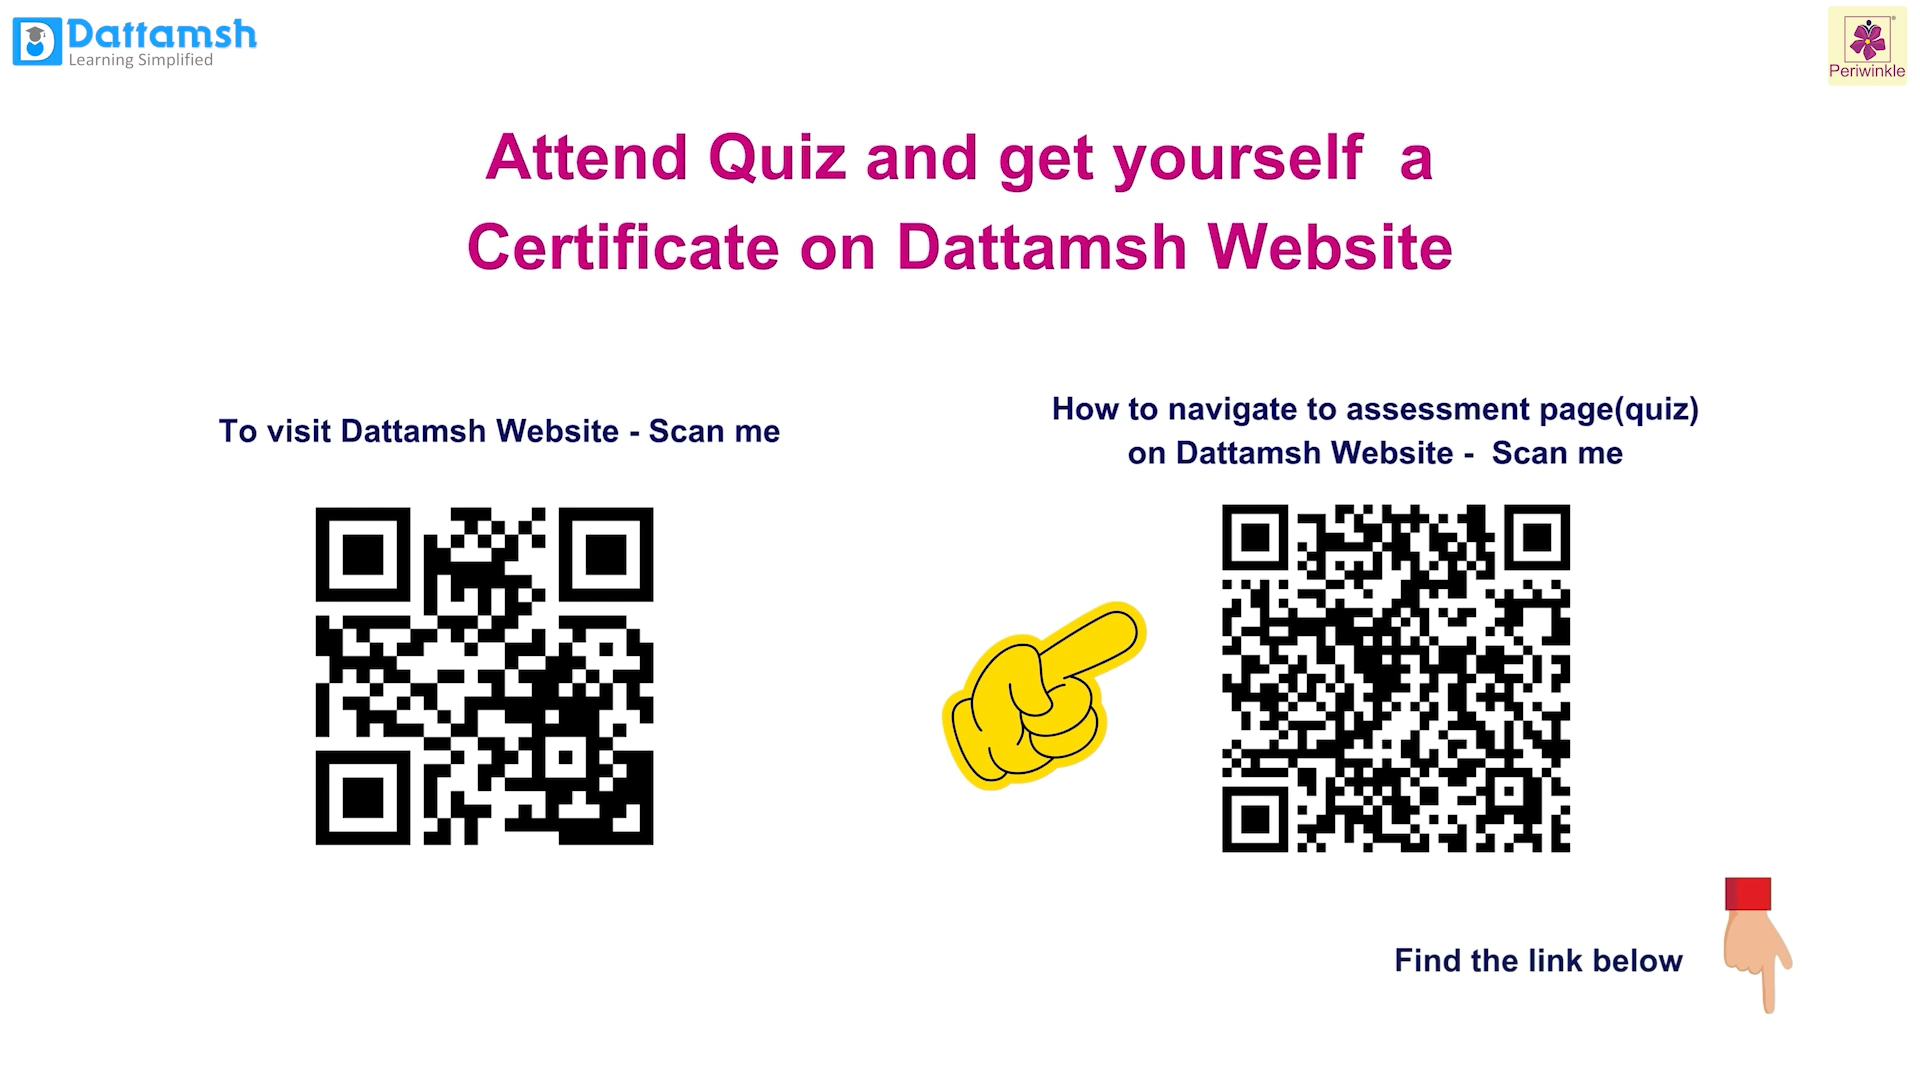 Dattamsh
Learning Simplified
Periwinkle
Attend Quiz and get yourself  a
Certificate on Dattamsh Website
To visit Dattamsh Website - Scan me
How to navigate to assessment page(quiz)
on Dattamsh Website -  Scan me
Find the link below